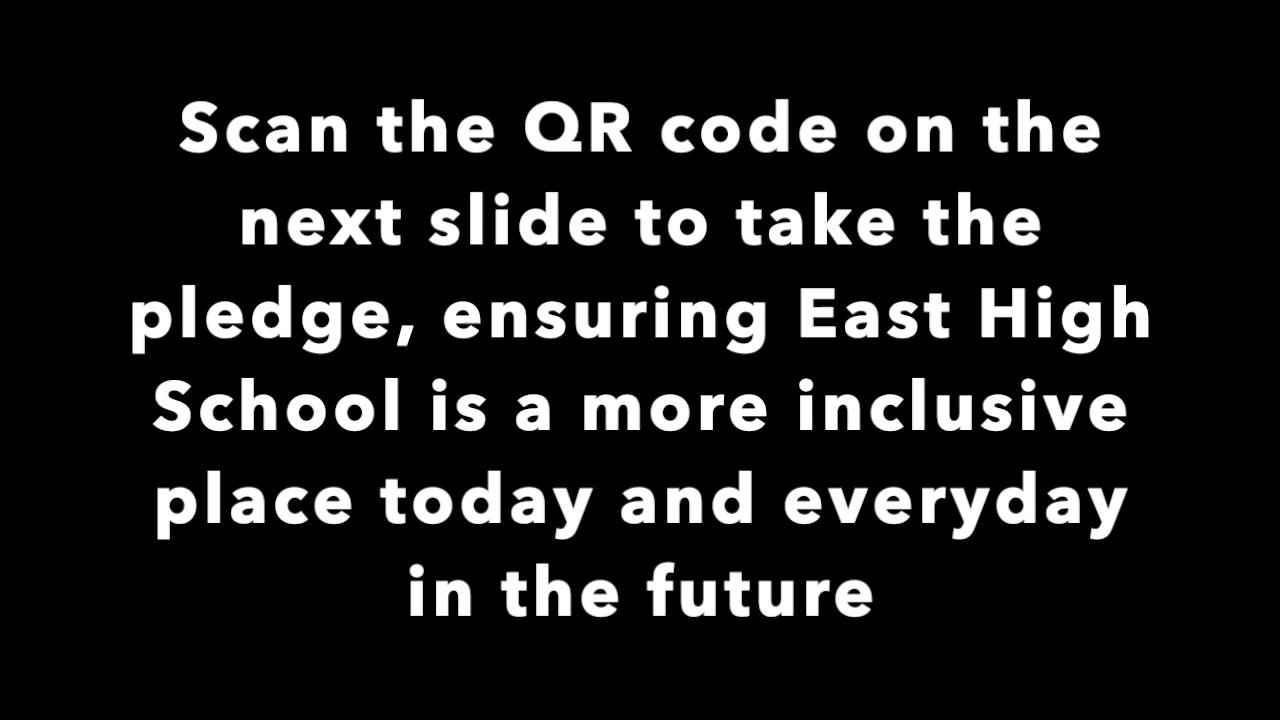 Scan the QR code on the
next slide to take the
pledge, ensuring East High
School is a more inclusive
place today and everyday
in the future